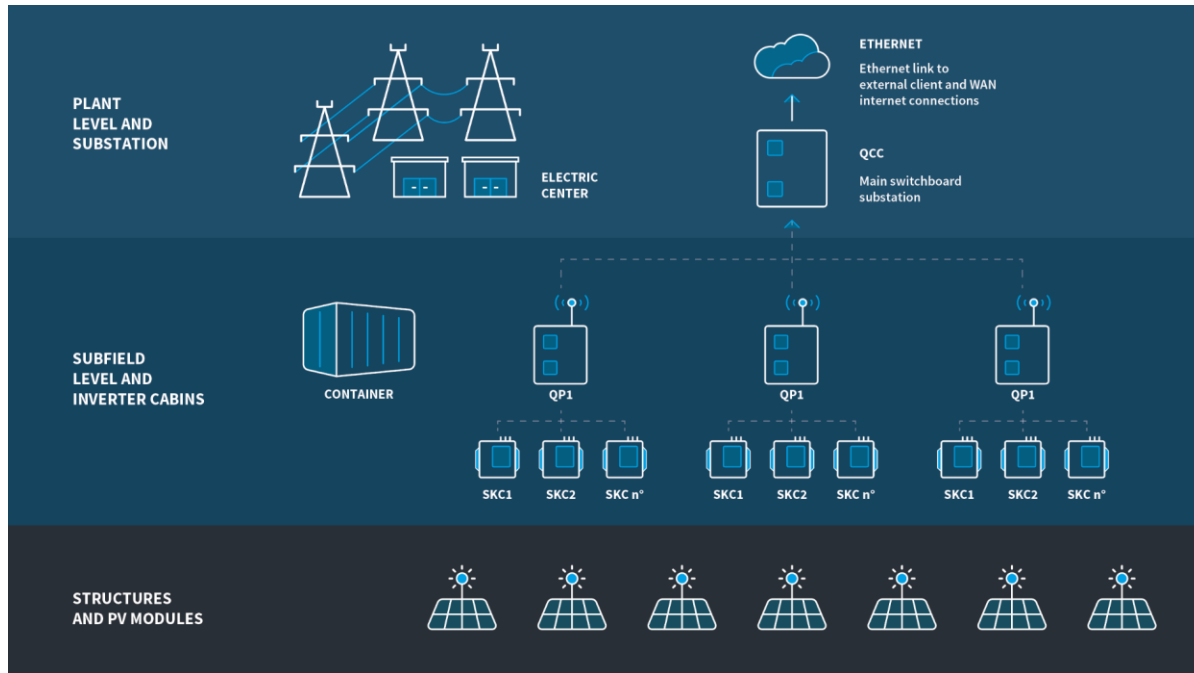 PLANT
LEVEL AND
SUBSTATION
ELECTRIC
CENTER
ETHERNET
Ethernet link to
external client and WAN
internet connections
QCC
Main switchboard
substation
SUBFIELD
LEVEL AND
INVERTER CABINS
CONTAINER
QP1
QP1
QP1
SKC1
SKC2
SKC n°
SKC1
SKC2
SKC n°
SKC1
SKC2
SKC n°
STRUCTURES
AND PV MODULES